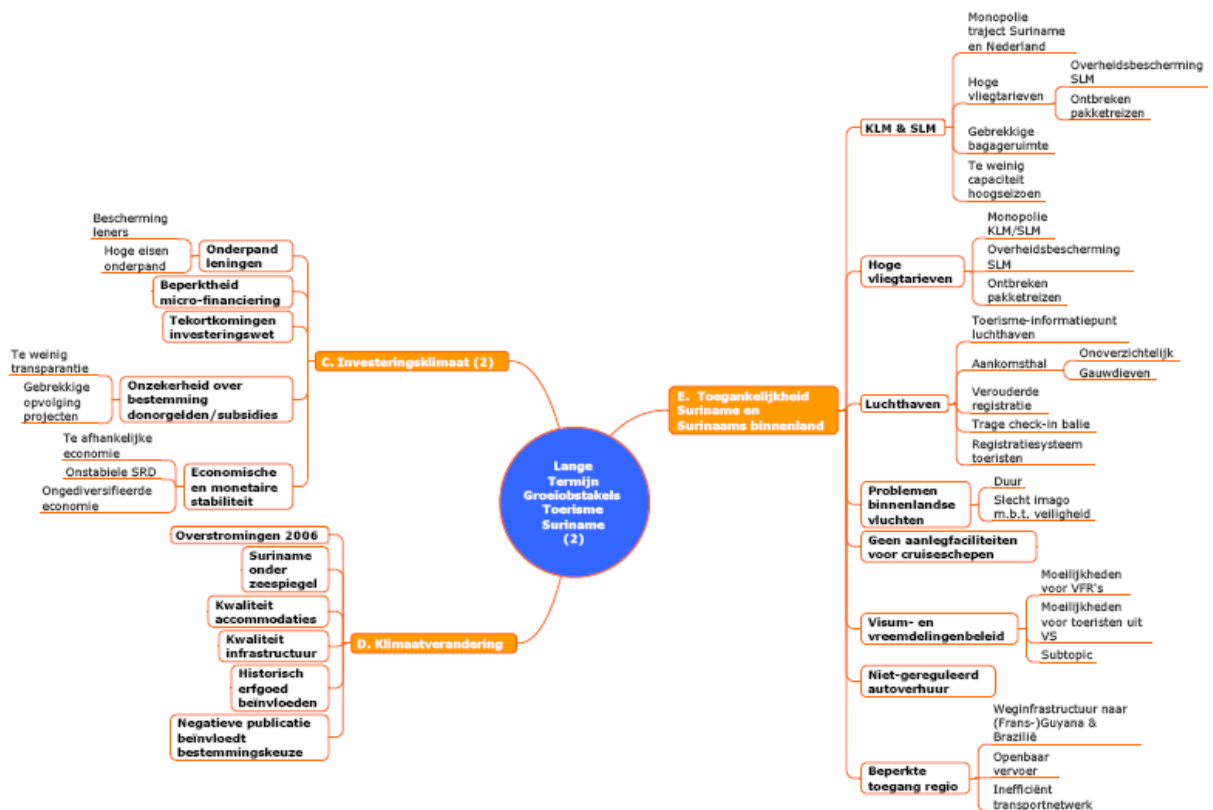 Lange
Termijn
Groeiobstakels
Toerisme
Suriname
(2)
C. Investeringsklimaat (2)
Onderpand
leningen
Bescherming
leners
Hoge eisen
onderpand
Beperktheid
micro-financiering
Tekortkomingen
investeringswet
Onzekerheid over
bestemming
donorgelden/subsidies
Te weinig
transparantie
Gebrekkige
opvolging
projecten
Economische
en monetaire
stabiliteit
Te afhankelijke
economie
Onstabiele SRD
Ongediversifieerde
economie
D. Klimaatverandering
Overstromingen 2006
Suriname
onder
zeespiegel
Kwaliteit
accommodaties
Kwaliteit
infrastructuur
Historisch
erfgoed
beïnvloeden
Negatieve publicatie
beïnvloedt
bestemmingskeuze
E. Toegankelijkheid
Suriname en
Surinaams binnenland
KLM & SLM
Monopolie
traject Suriname
en Nederland
Hoge
vliegtarieven
Overheidsbescherming
SLM
Ontbreken
pakketreizen
Gebrekkige
bagageruimte
Te weinig
capaciteit
hoogseizoen
Hoge
vliegtarieven
Monopolie
KLM/SLM
Overheidsbescherming
SLM
Ontbreken
pakketreizen
Luchthaven
Toerisme-informatiepunt
luchthaven
Aankomsthal
Onoverzichtelijk
Gauwdieven
Verouderde
registratie
Trage check-in balie
Registratiesysteem
toeristen
Problemen
binnenlandse
vluchten
Duur
Slecht imago
m.b.t. veiligheid
Geen aanlegfaciliteiten
voor cruiseschepen
Visum- en
vreemdelingenbeleid
Moeilijkheden
voor VFR's
Moeilijkheden
voor toeristen uit
VS
Subtopic
Niet-gereguleerd
autoverhuur
Beperkte
toegang regio
Weginfrastructuur naar
(Frans-)Guyana &
Brazilië
Openbaar
vervoer
Inefficiënt
transportnetwerk